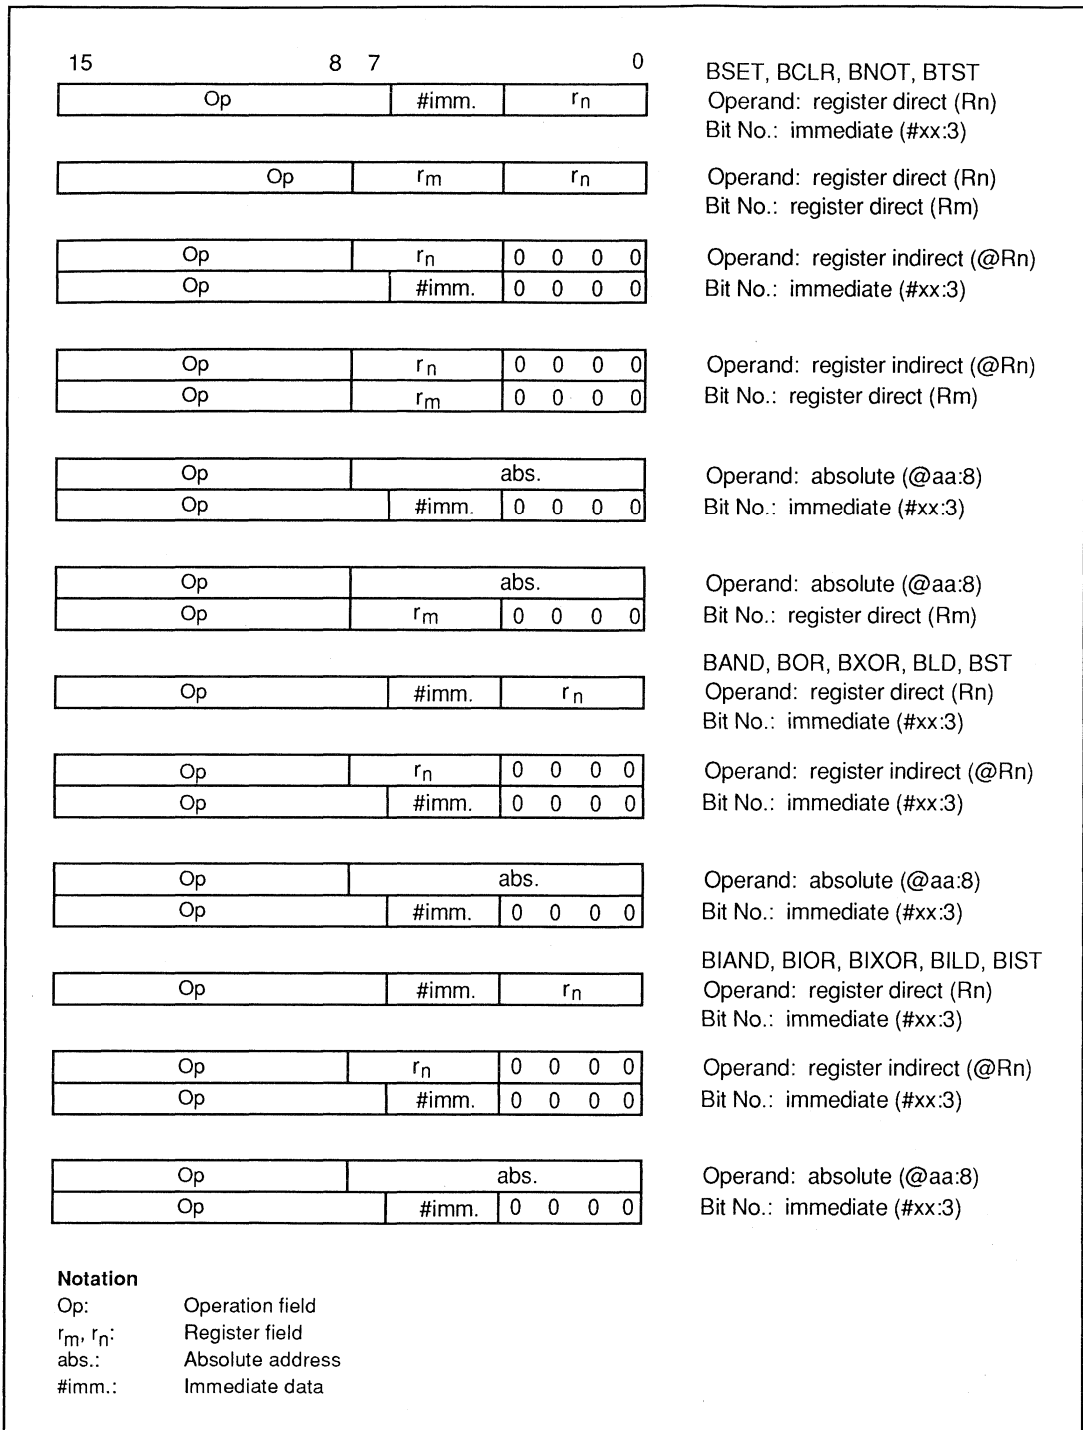 15 8 7 0
BSET, BCLR, BNOT, BTST
Op #imm. rn
Operand: register direct (Rn)
Bit No.: immediate (#xx:3)
Op rm rn
Operand: register direct (Rn)
Bit No.: register direct (Rm)
Op rn 0 0 0 0
Operand: register indirect (@Rn)
Op #imm. 0 0 0 0
Bit No.: immediate (#xx:3)
Op rn 0 0 0 0
Operand: register indirect (@Rn)
Op rm 0 0 0 0
Bit No.: register direct (Rm)
Op abs.
Operand: absolute (@aa:8)
Op #imm. 0 0 0 0
Bit No.: immediate (#xx:3)
Op abs.
Operand: absolute (@aa:8)
Op rm 0 0 0 0
Bit No.: register direct (Rm)
BAND, BOR, BXOR, BLD, BST
Op #imm. rn
Operand: register direct (Rn)
Bit No.: immediate (#xx:3)
Op rn 0 0 0 0
Operand: register indirect (@Rn)
Op #imm. 0 0 0 0
Bit No.: immediate (#xx:3)
Op abs.
Operand: absolute (@aa:8)
Op #imm. 0 0 0 0
Bit No.: immediate (#xx:3)
BIAND, BIOR, BIXOR, BILD, BIST
Op #imm. rn
Operand: register direct (Rn)
Bit No.: immediate (#xx:3)
Op rn 0 0 0 0
Operand: register indirect (@Rn)
Op #imm. 0 0 0 0
Bit No.: immediate (#xx:3)
Op abs.
Operand: absolute (@aa:8)
Op #imm. 0 0 0 0
Bit No.: immediate (#xx:3)
Notation
Op: Operation field
rm, rn: Register field
abs.: Absolute address
#imm.: Immediate data